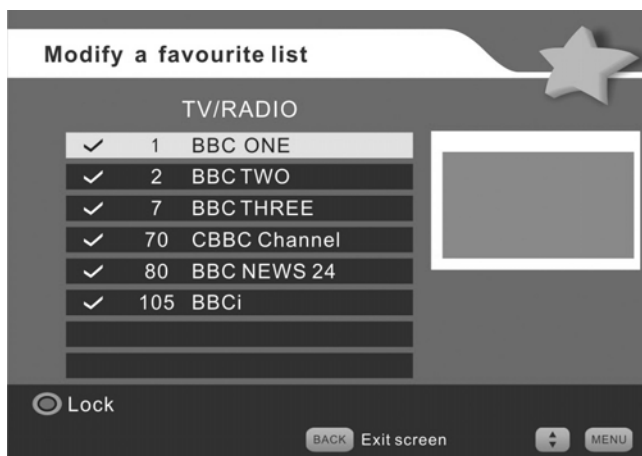 Modify a favourite list
TV/RADIO
1 BBC ONE
2 BBC TWO
7 BBC THREE
70 CBBC Channel
80 BBC NEWS 24
105 BBCi
Lock
BACK Exit screen MENU